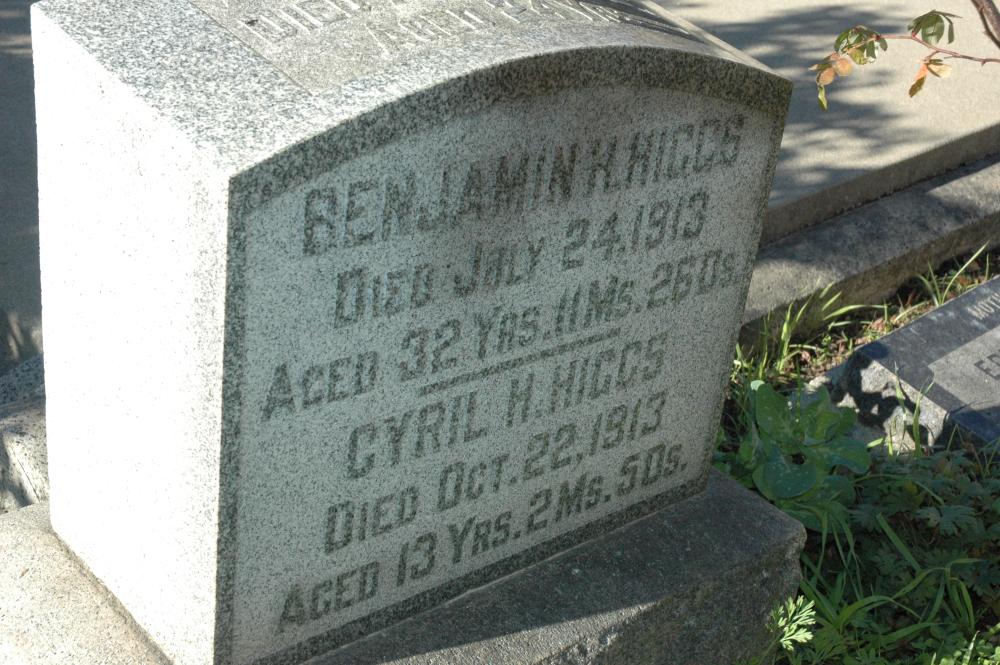 DIED
BENJAMIN H. HIGGS
DIED JULY 24, 1913
AGED 32 YRS. 11 MS. 26 DS.
CYRIL H. HIGGS
DIED OCT. 22, 1913
AGED 13 YRS. 2 MS. 5 DS.